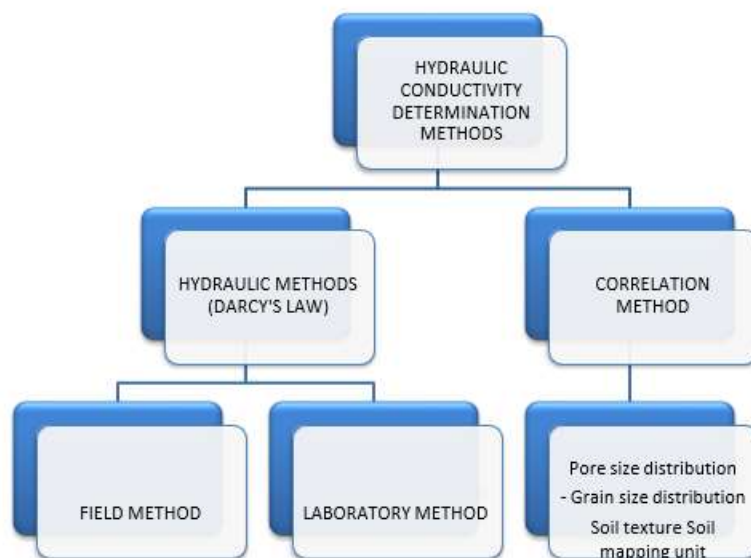 HYDRAULIC
CONDUCTIVITY
DETERMINATION
METHODS
HYDRAULIC METHODS
(DARCY'S LAW)
CORRELATION
METHOD
FIELD METHOD
LABORATORY METHOD
Pore size distribution
- Grain size distribution
Soil texture Soil
mapping unit